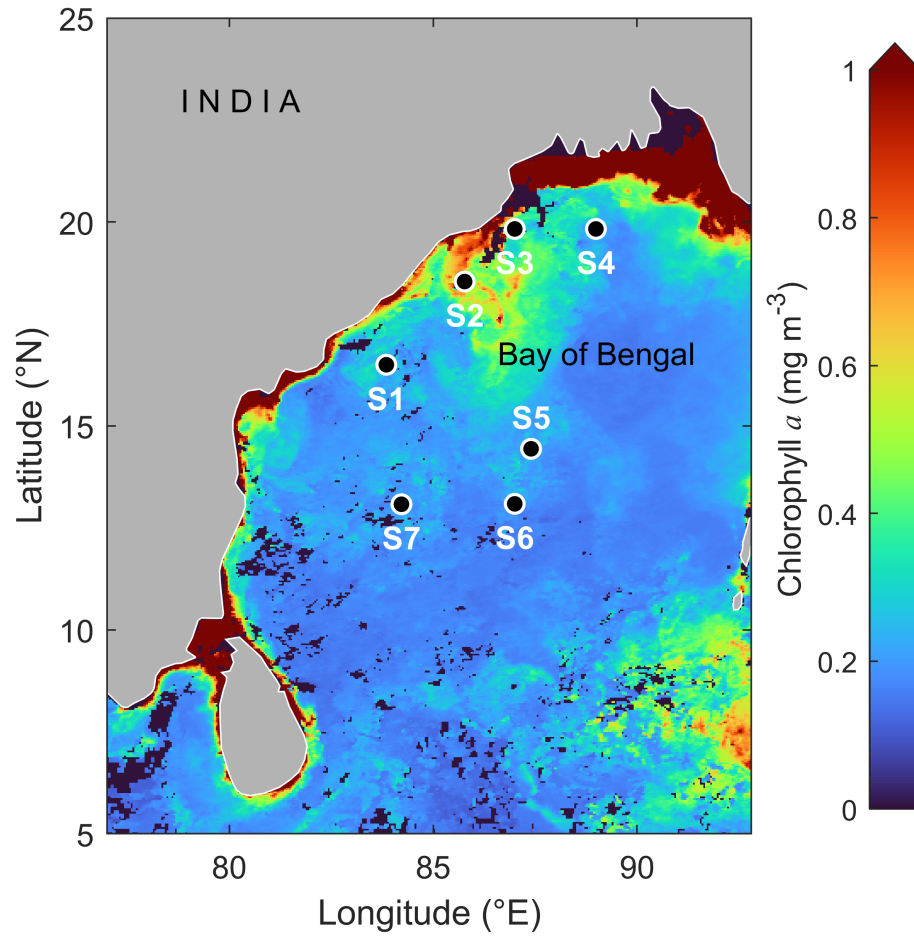 25
INDIA
20
15
10
5
Latitude (°N)
S3
S4
S2
Bay of Bengal
S1
S5
S7
S6
80
85
90
Longitude (°E)
1
0.8
0.6
0.4
0.2
0
Chlorophyll a (mg m⁻³)